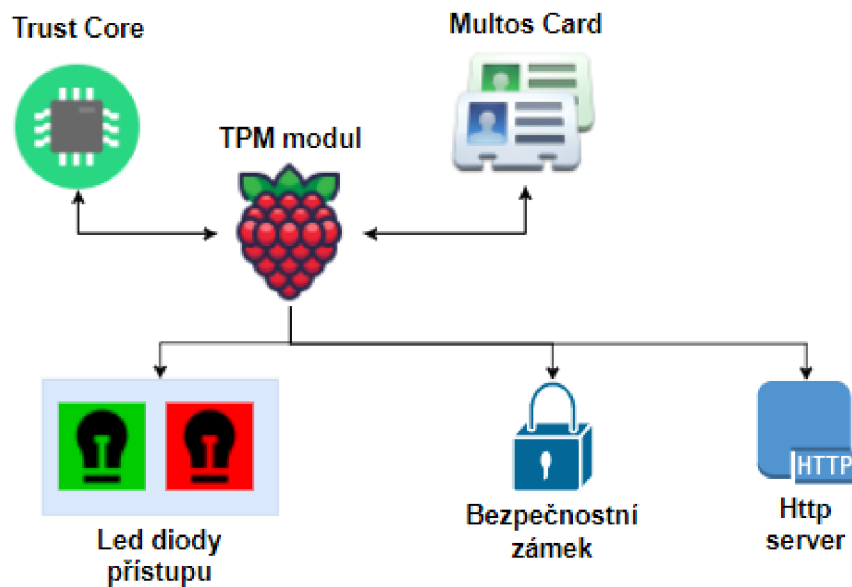 Trust Core
Multos Card
TPM modul
HTTP
Led diody
přístupu
Bezpečnostní
zámek
Http
server